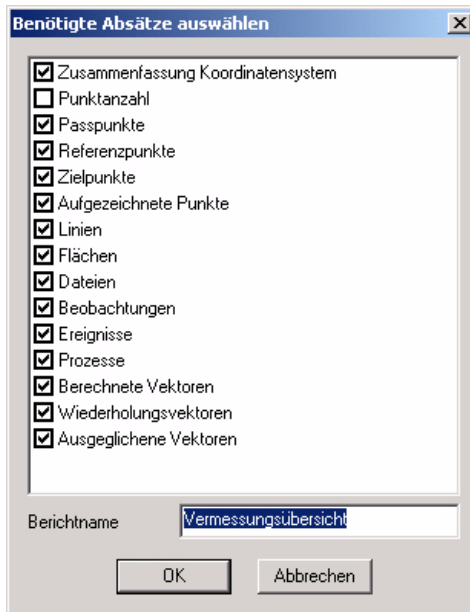 Benötigte Absätze auswählen
Zusammenfassung Koordinatensystem
Punktanzahl
Passpunkte
Referenzpunkte
Zielpunkte
Aufgezeichnete Punkte
Linien
Flächen
Dateien
Beobachtungen
Ereignisse
Prozesse
Berechnete Vektoren
Wiederholungsvektoren
Ausgeglichene Vektoren
Berichtname Vermessungsübersicht
OK Abbrechen